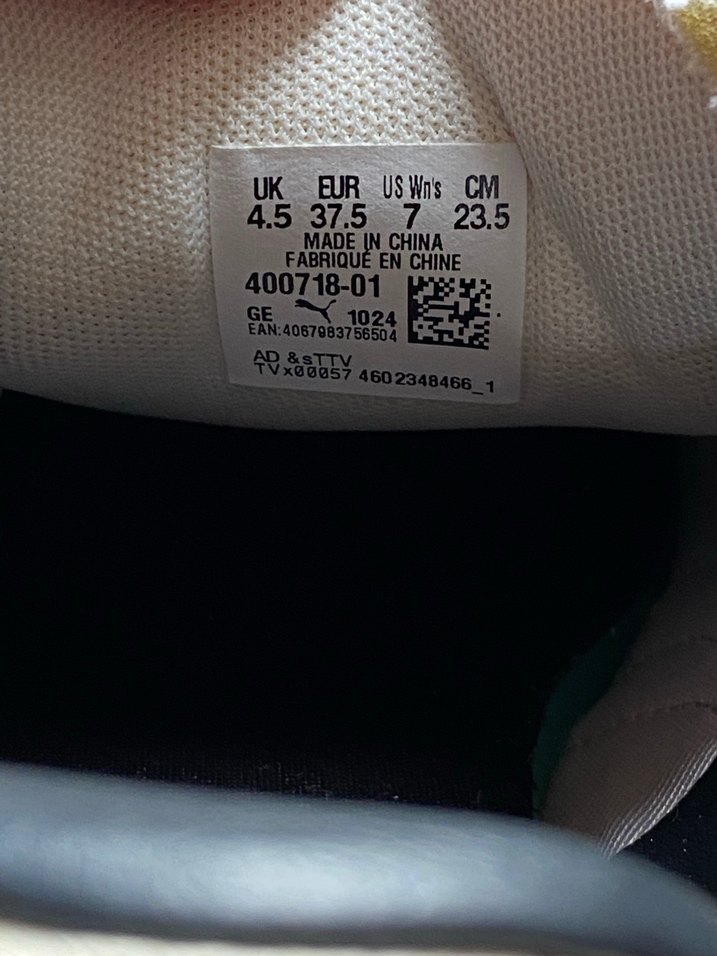 UK EUR US Wn's CM
4.5 37.5 7 23.5
MADE IN CHINA
FABRIQUÉ EN CHINE
400718-01
GE 1024
EAN:4067983756504
AD &sTTV
TVx00057 4602348466_1